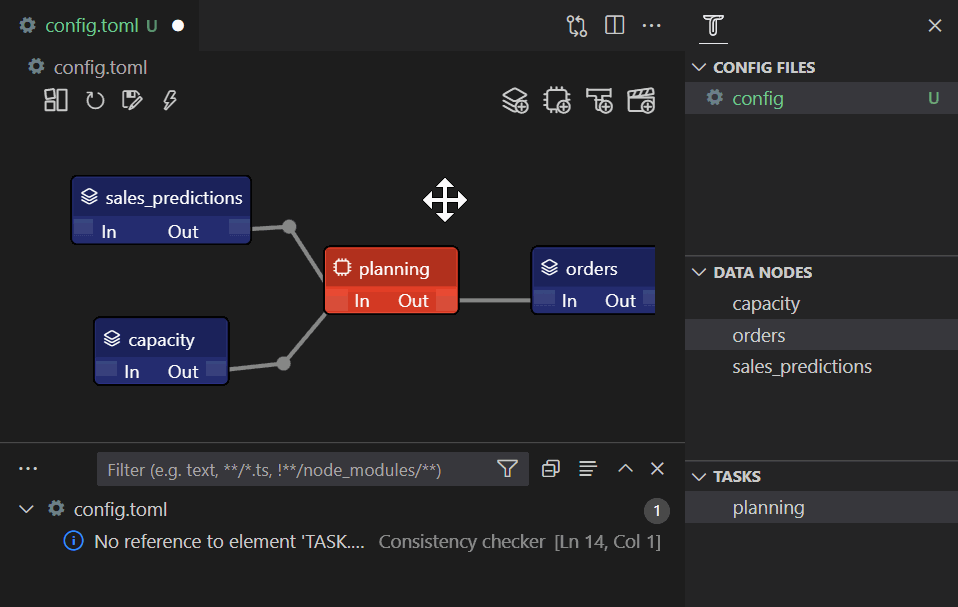 config.toml U
config.toml
sales_predictions
In Out
planning
In Out
orders
In Out
capacity
In Out
Filter (e.g. text, **/*.ts, !**/node_modules/**)
config.toml 1
No reference to element 'TASK.... Consistency checker [Ln 14, Col 1]
CONFIG FILES
config U
DATA NODES
capacity
orders
sales_predictions
TASKS
planning